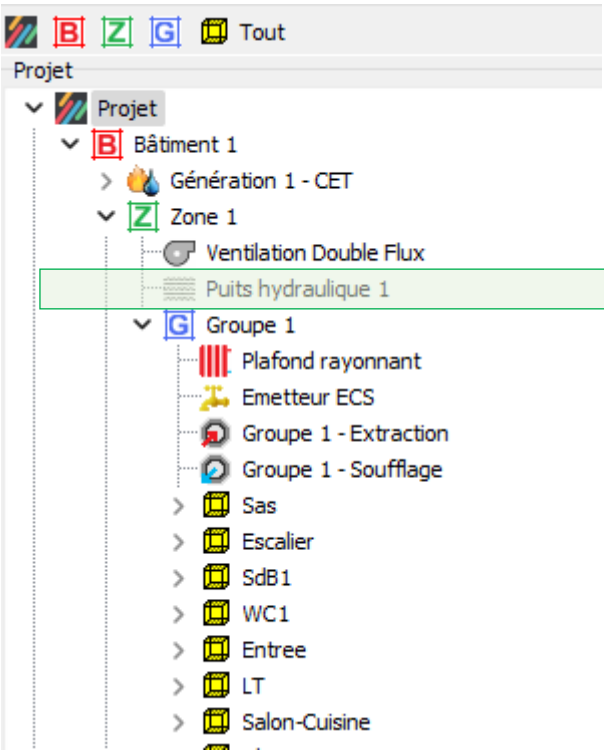 B Z G Tout
Projet
Projet
B Bâtiment 1
Génération 1 - CET
Z Zone 1
Ventilation Double Flux
Puits hydraulique 1
G Groupe 1
Plafond rayonnant
Emetteur ECS
Groupe 1 - Extraction
Groupe 1 - Soufflage
Sas
Escalier
SdB1
WC1
Entree
LT
Salon-Cuisine